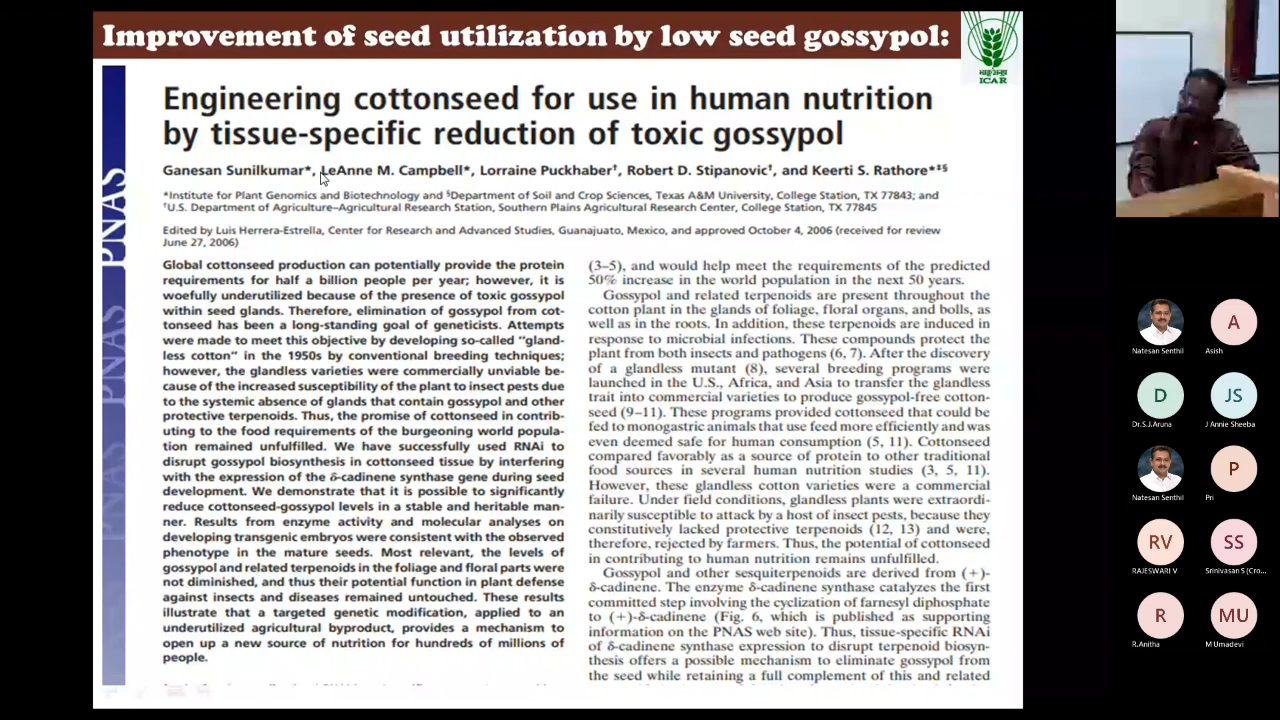 Improvement of seed utilization by low seed gossypol:
ICAR
PNAS
PNAS
Engineering cottonseed for use in human nutrition
by tissue-specific reduction of toxic gossypol
Ganesan Sunilkumar*, LeAnne M. Campbell*, Lorraine Puckhaber†, Robert D. Stipanovic†, and Keerti S. Rathore*‡§
*Institute for Plant Genomics and Biotechnology and §Department of Soil and Crop Sciences, Texas A&M University, College Station, TX 77843; and
†U.S. Department of Agriculture–Agricultural Research Station, Southern Plains Agricultural Research Center, College Station, TX 77845
Edited by Luis Herrera-Estrella, Center for Research and Advanced Studies, Guanajuato, Mexico, and approved October 4, 2006 (received for review
June 27, 2006)
Global cottonseed production can potentially provide the protein
requirements for half a billion people per year; however, it is
woefully underutilized because of the presence of toxic gossypol
within seed glands. Therefore, elimination of gossypol from cot-
tonseed has been a long-standing goal of geneticists. Attempts
were made to meet this objective by developing so-called "gland-
less cotton" in the 1950s by conventional breeding techniques;
however, the glandless varieties were commercially unviable be-
cause of the increased susceptibility of the plant to insect pests due
to the systemic absence of glands that contain gossypol and other
protective terpenoids. Thus, the promise of cottonseed in contrib-
uting to the food requirements of the burgeoning world popula-
tion remained unfulfilled. We have successfully used RNAi to
disrupt gossypol biosynthesis in cottonseed tissue by interfering
with the expression of the δ-cadinene synthase gene during seed
development. We demonstrate that it is possible to significantly
reduce cottonseed-gossypol levels in a stable and heritable man-
ner. Results from enzyme activity and molecular analyses on
developing transgenic embryos were consistent with the observed
phenotype in the mature seeds. Most relevant, the levels of
gossypol and related terpenoids in the foliage and floral parts were
not diminished, and thus their potential function in plant defense
against insects and diseases remained untouched. These results
illustrate that a targeted genetic modification, applied to an
underutilized agricultural byproduct, provides a mechanism to
open up a new source of nutrition for hundreds of millions of
people.
(3–5), and would help meet the requirements of the predicted
50% increase in the world population in the next 50 years.
Gossypol and related terpenoids are present throughout the
cotton plant in the glands of foliage, floral organs, and bolls, as
well as in the roots. In addition, these terpenoids are induced in
response to microbial infections. These compounds protect the
plant from both insects and pathogens (6, 7). After the discovery
of a glandless mutant (8), several breeding programs were
launched in the U.S., Africa, and Asia to transfer the glandless
trait into commercial varieties to produce gossypol-free cotton-
seed (9–11). These programs provided cottonseed that could be
fed to monogastric animals that use feed more efficiently and was
even deemed safe for human consumption (5, 11). Cottonseed
compared favorably as a source of protein to other traditional
food sources in several human nutrition studies (3, 5, 11).
However, these glandless cotton varieties were a commercial
failure. Under field conditions, glandless plants were extraordi-
narily susceptible to attack by a host of insect pests, because they
constitutively lacked protective terpenoids (12, 13) and were,
therefore, rejected by farmers. Thus, the potential of cottonseed
in contributing to human nutrition remains unfulfilled.
Gossypol and other sesquiterpenoids are derived from (+)-
δ-cadinene. The enzyme δ-cadinene synthase catalyzes the first
committed step involving the cyclization of farnesyl diphosphate
to (+)-δ-cadinene (Fig. 6, which is published as supporting
information on the PNAS web site). Thus, tissue-specific RNAi
of δ-cadinene synthase expression to disrupt terpenoid biosyn-
thesis offers a possible mechanism to eliminate gossypol from
the seed while retaining a full complement of this and related
Natesan Senthil
A
Asish
D
Dr.S.J.Aruna
JS
J Annie Sheeba
Natesan Senthil
P
Pri
RV
RAJESWARI V
SS
Srinivasan S (Cro...
R
R.Anitha
MU
M Umadevi